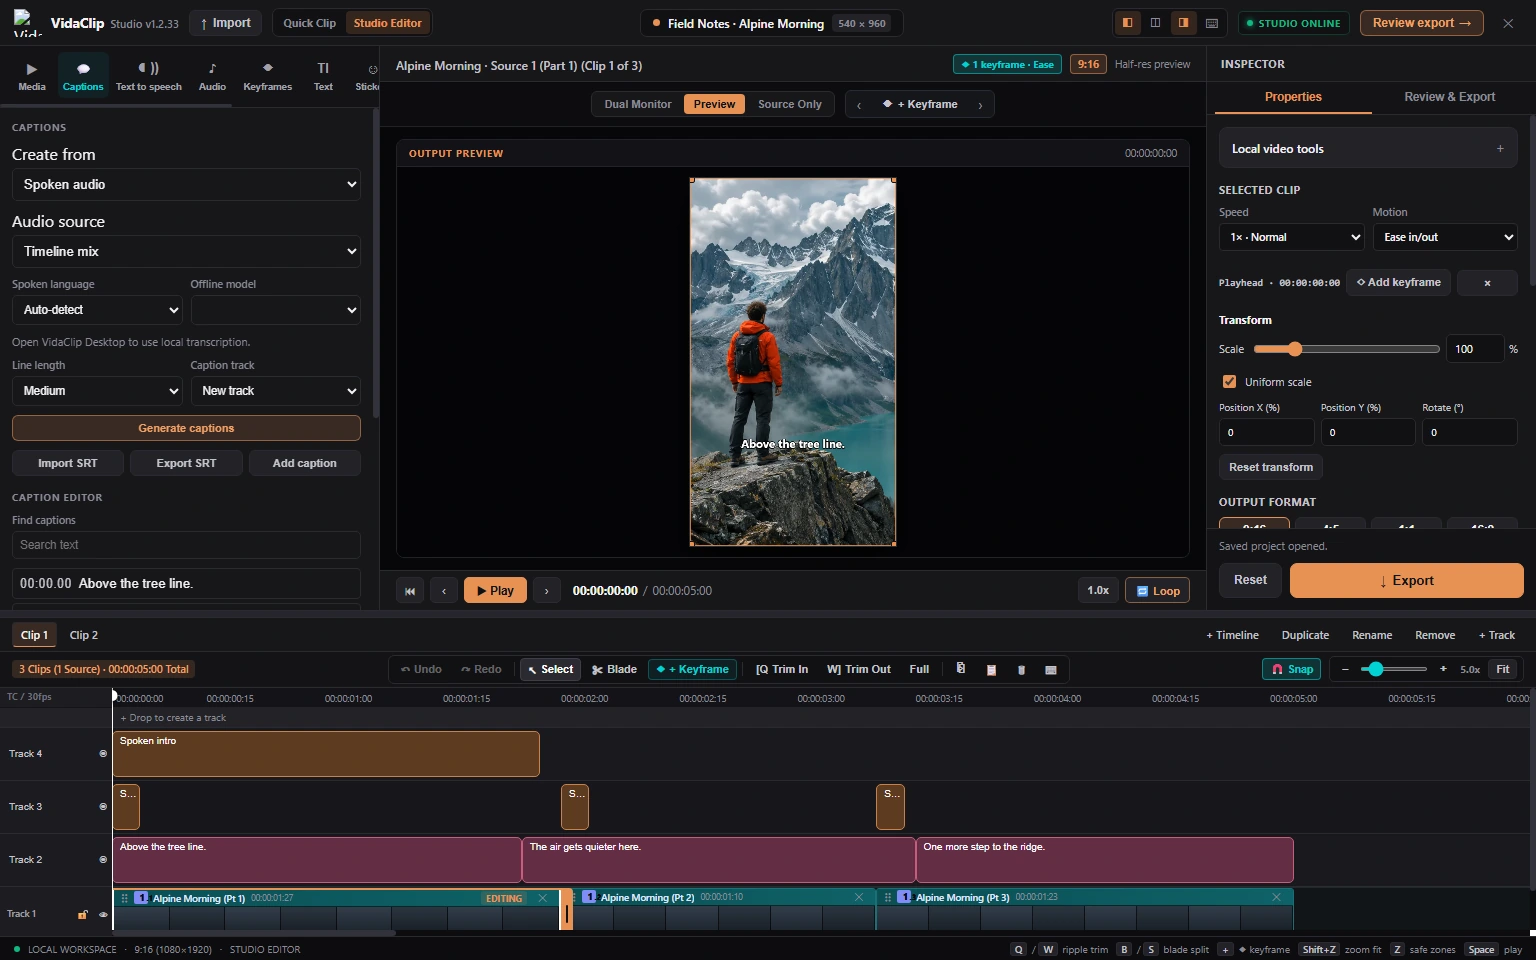 VidaClip Studio v1.2.33 ↑ Import Quick Clip Studio Editor Field Notes · Alpine Morning 540 × 960 STUDIO ONLINE Review export →
Media Captions Text to speech Audio Keyframes Text
Alpine Morning · Source 1 (Part 1) (Clip 1 of 3) 1 keyframe · Ease 9:16 Half-res preview
INSPECTOR
Dual Monitor Preview Source Only ‹ + Keyframe ›
Properties Review & Export
CAPTIONS
Create from
Spoken audio
Audio source
Timeline mix
Spoken language Offline model
Auto-detect
Open VidaClip Desktop to use local transcription.
Line length Caption track
Medium New track
Generate captions
Import SRT Export SRT Add caption
CAPTION EDITOR
Find captions
Search text
00:00.00 Above the tree line.
OUTPUT PREVIEW 00:00:00:00
Above the tree line.
‹ ▶ Play › 00:00:00:00 / 00:00:05:00 1.0x Loop
Local video tools +
SELECTED CLIP
Speed Motion
1× · Normal Ease in/out
Playhead · 00:00:00:00 Add keyframe ×
Transform
Scale 100 %
Uniform scale
Position X (%) Position Y (%) Rotate (°)
0 0 0
Reset transform
OUTPUT FORMAT
9:16 4:5 1:1 16:9
Saved project opened.
Reset ↓ Export
Clip 1 Clip 2 + Timeline Duplicate Rename Remove + Track
3 Clips (1 Source) · 00:00:05:00 Total Undo Redo Select Blade + Keyframe [Q Trim In W] Trim Out Full Snap − + 5.0x Fit
TC / 30fps 00:00:00:00 00:00:00:15 00:00:01:00 00:00:01:15 00:00:02:00 00:00:02:15 00:00:03:00 00:00:03:15 00:00:04:00 00:00:04:15 00:00:05:00 00:00:05:15 00:00
+ Drop to create a track
Track 4 Spoken intro
Track 3 S... S... S...
Track 2 Above the tree line. The air gets quieter here. One more step to the ridge.
Track 1 1 Alpine Morning (Pt 1) 00:00:01:27 EDITING 1 Alpine Morning (Pt 2) 00:00:01:10 1 Alpine Morning (Pt 3) 00:00:01:23
LOCAL WORKSPACE · 9:16 (1080×1920) · STUDIO EDITOR Q / W ripple trim B / S blade split + keyframe Shift+Z zoom fit Z safe zones Space play